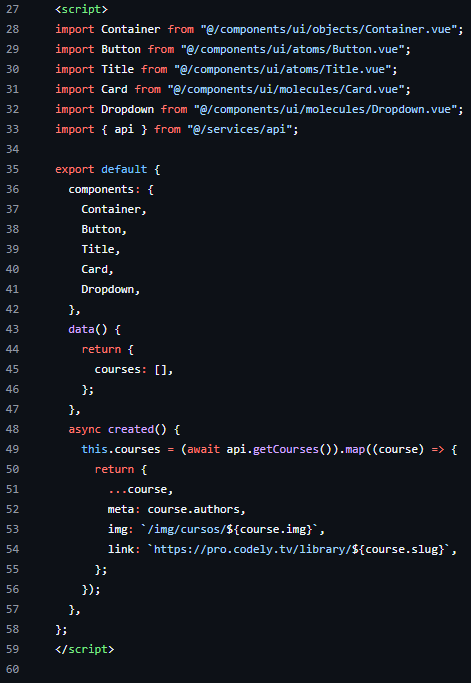 27 <script>
28 import Container from "@/components/ui/objects/Container.vue";
29 import Button from "@/components/ui/atoms/Button.vue";
30 import Title from "@/components/ui/atoms/Title.vue";
31 import Card from "@/components/ui/molecules/Card.vue";
32 import Dropdown from "@/components/ui/molecules/Dropdown.vue";
33 import { api } from "@/services/api";
34
35 export default {
36   components: {
37     Container,
38     Button,
39     Title,
40     Card,
41     Dropdown,
42   },
43   data() {
44     return {
45       courses: [],
46     };
47   },
48   async created() {
49     this.courses = (await api.getCourses()).map((course) => {
50       return {
51         ...course,
52         meta: course.authors,
53         img: `/img/cursos/${course.img}`,
54         link: `https://pro.codely.tv/library/${course.slug}`,
55       };
56     });
57   },
58 };
59 </script>
60